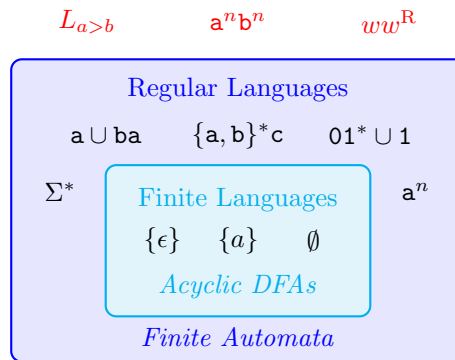 L_{a>b} a^n b^n ww^R
Regular Languages
a ∪ ba {a, b}^*c 01^* ∪ 1
Σ^* Finite Languages a^n
{ϵ} {a} ∅
Acyclic DFAs
Finite Automata